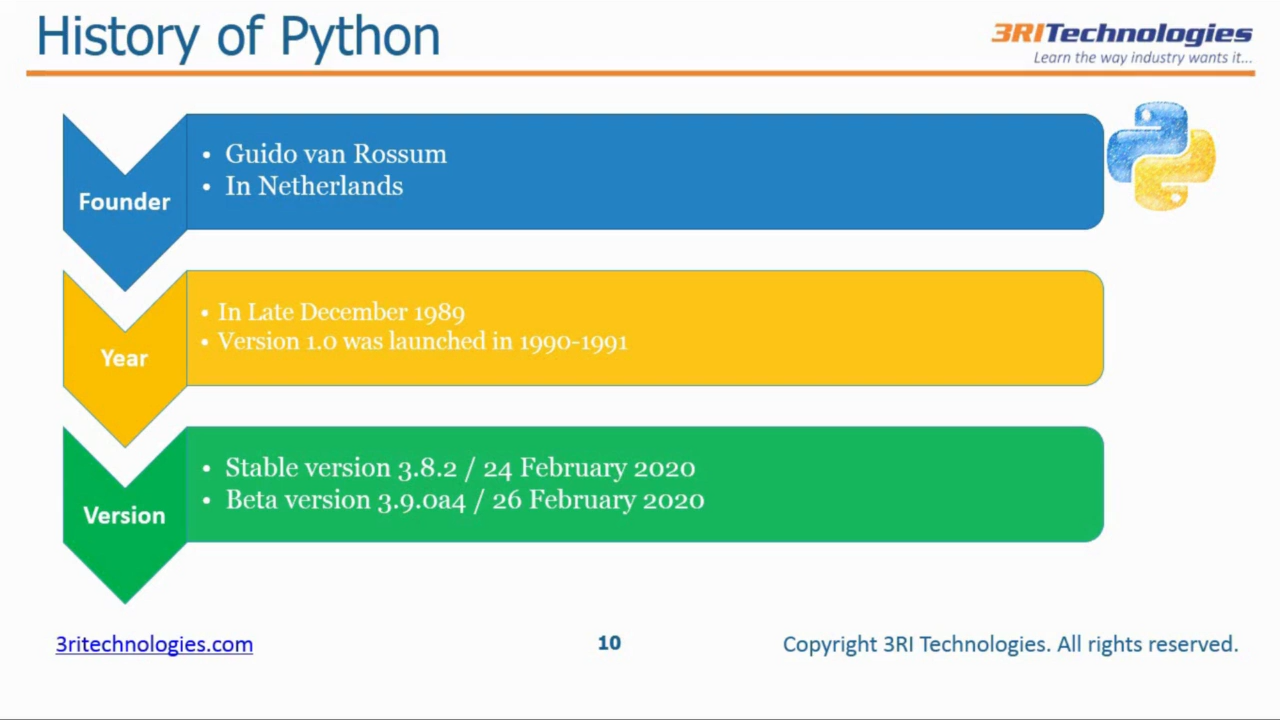 History of Python
3RITechnologies
Learn the way industry wants it...
Founder
• Guido van Rossum
• In Netherlands
Year
• In Late December 1989
• Version 1.0 was launched in 1990-1991
Version
• Stable version 3.8.2 / 24 February 2020
• Beta version 3.9.0a4 / 26 February 2020
3ritechnologies.com
10
Copyright 3RI Technologies. All rights reserved.